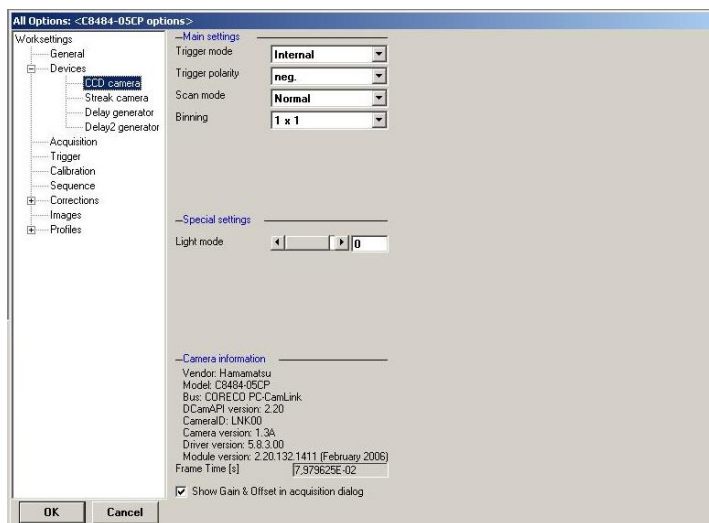 All Options: <C8484-05CP options>
Worksettings
General
Devices
CCD camera
Streak camera
Delay generator
Delay2 generator
Acquisition
Trigger
Calibration
Sequence
Corrections
Images
Profiles
Main settings
Trigger mode Internal
Trigger polarity neg.
Scan mode Normal
Binning 1 x 1
Special settings
Light mode 0
Camera information
Vendor: Hamamatsu
Model: C8484-05CP
Bus: CORECO PC-CamLink
DCamAPI version: 2.20
CameraID: LNK00
Camera version: 1.3A
Driver version: 5.8.3.00
Module version: 2.20.132.1411 (February 2006)
Frame Time [s] 7,979625E-02
Show Gain & Offset in acquisition dialog
OK Cancel